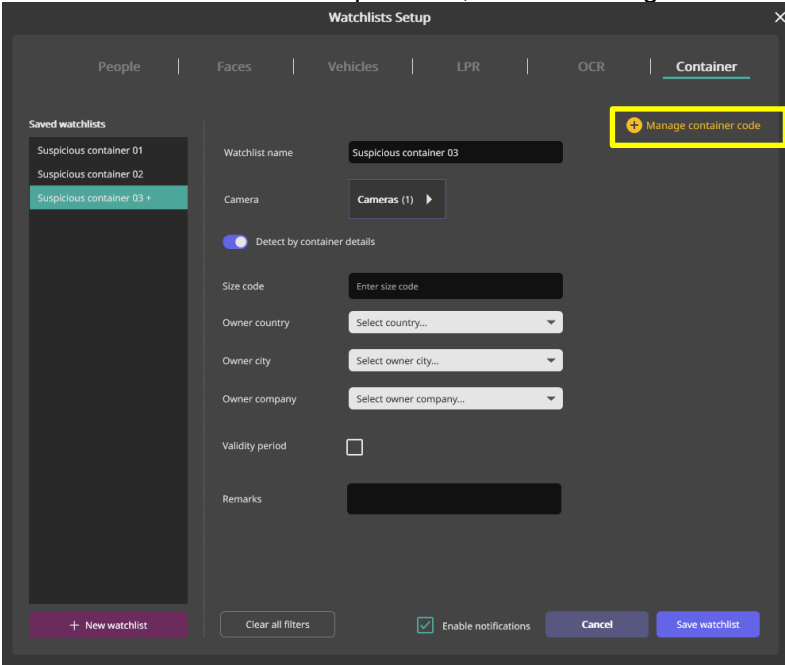 Watchlists Setup
People | Faces | Vehicles | LPR | OCR | Container
Saved watchlists
Manage container code
Suspicious container 01
Suspicious container 02
Suspicious container 03 +
Watchlist name
Suspicious container 03
Camera
Cameras (1)
Detect by container details
Size code
Enter size code
Owner country
Select country...
Owner city
Select owner city...
Owner company
Select owner company...
Validity period
Remarks
+ New watchlist
Clear all filters
Enable notifications
Cancel
Save watchlist